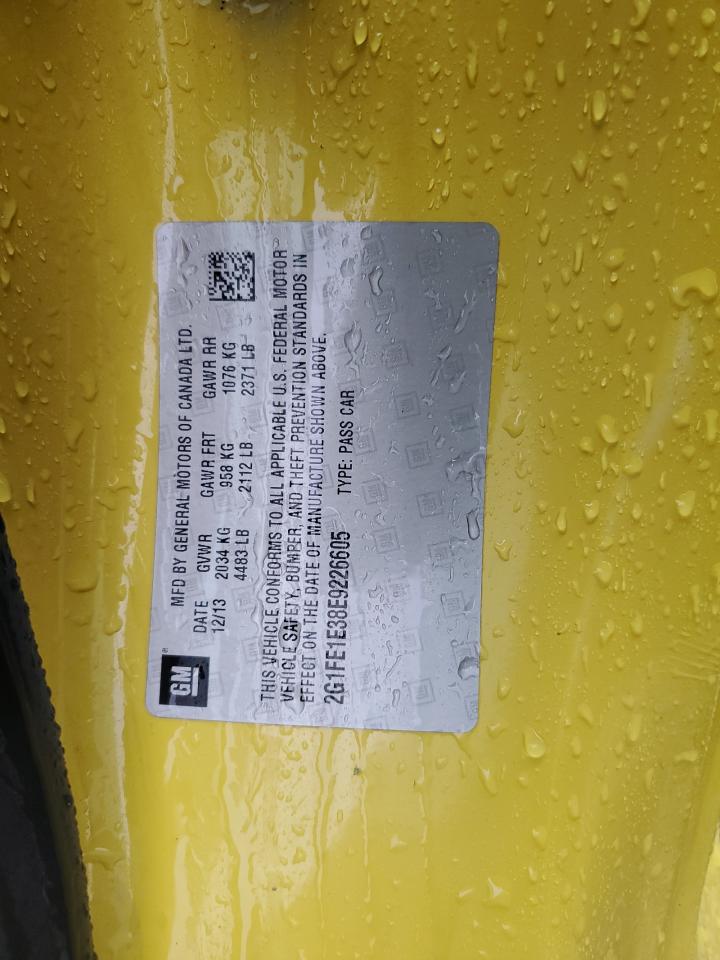 GM ®
MFD BY GENERAL MOTORS OF CANADA LTD.
DATE GVWR GAWR FRT GAWR RR
12/13 2034 KG 958 KG 1076 KG
4483 LB 2112 LB 2371 LB
THIS VEHICLE CONFORMS TO ALL APPLICABLE U.S. FEDERAL MOTOR
VEHICLE SAFETY, BUMPER, AND THEFT PREVENTION STANDARDS IN
EFFECT ON THE DATE OF MANUFACTURE SHOWN ABOVE.
2G1FE1E38E9226605 TYPE: PASS CAR